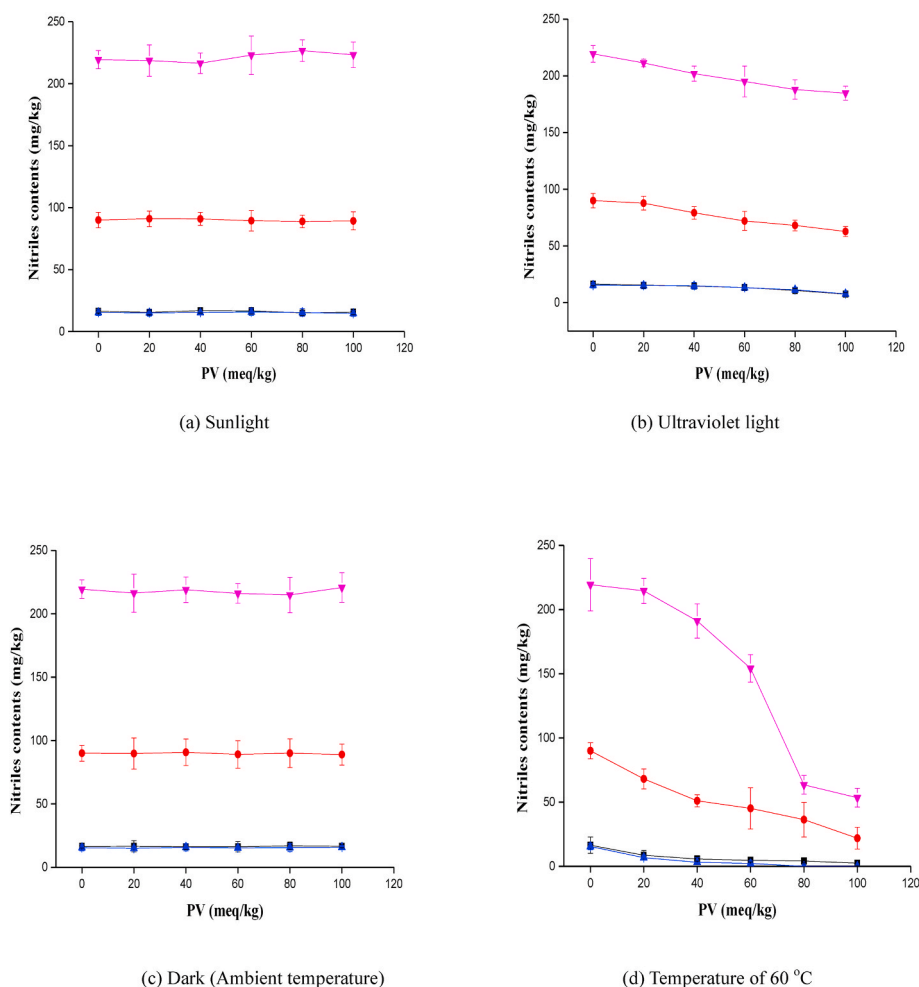 250
200
150
100
50
0
Nitriles contents (mg/kg)
0 20 40 60 80 100 120
PV (meq/kg)
(a) Sunlight
250
200
150
100
50
0
Nitriles contents (mg/kg)
0 20 40 60 80 100 120
PV (meq/kg)
(b) Ultraviolet light
250
200
150
100
50
0
Nitriles contents (mg/kg)
0 20 40 60 80 100 120
PV (meq/kg)
(c) Dark (Ambient temperature)
250
200
150
100
50
0
Nitriles contents (mg/kg)
0 20 40 60 80 100 120
PV (meq/kg)
(d) Temperature of 60 °C